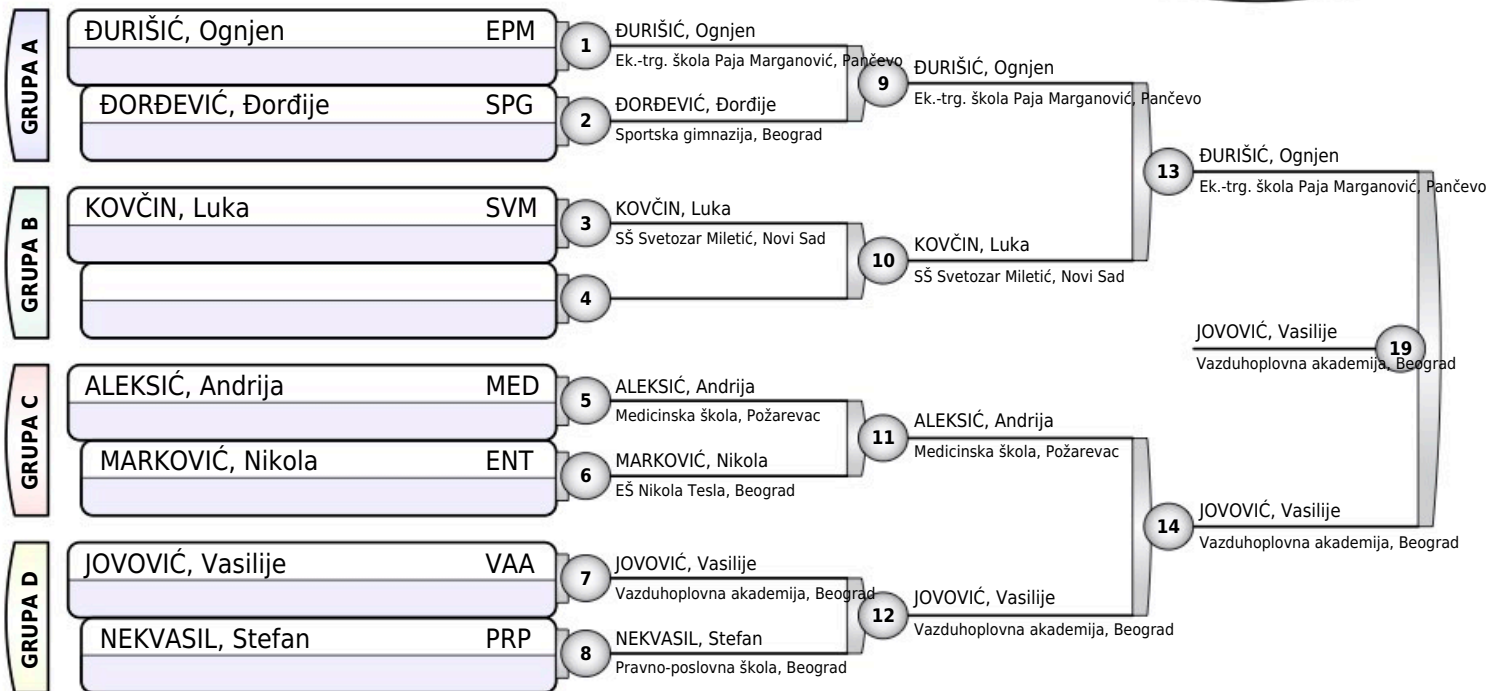 GRUPA A
ĐURIŠIĆ, Ognjen EPM
ĐORĐEVIĆ, Đorđije SPG
GRUPA B
KOVČIN, Luka SVM
GRUPA C
ALEKSIĆ, Andrija MED
MARKOVIĆ, Nikola ENT
GRUPA D
JOVOVIĆ, Vasilije VAA
NEKVASIL, Stefan PRP
1
ĐURIŠIĆ, Ognjen
Ek.-trg. škola Paja Marganović, Pančevo
2
ĐORĐEVIĆ, Đorđije
Sportska gimnazija, Beograd
3
KOVČIN, Luka
SŠ Svetozar Miletić, Novi Sad
4
5
ALEKSIĆ, Andrija
Medicinska škola, Požarevac
6
MARKOVIĆ, Nikola
EŠ Nikola Tesla, Beograd
7
JOVOVIĆ, Vasilije
Vazduhoplovna akademija, Beograd
8
NEKVASIL, Stefan
Pravno-poslovna škola, Beograd
9
ĐURIŠIĆ, Ognjen
Ek.-trg. škola Paja Marganović, Pančevo
10
KOVČIN, Luka
SŠ Svetozar Miletić, Novi Sad
11
ALEKSIĆ, Andrija
Medicinska škola, Požarevac
12
JOVOVIĆ, Vasilije
Vazduhoplovna akademija, Beograd
13
ĐURIŠIĆ, Ognjen
Ek.-trg. škola Paja Marganović, Pančevo
14
JOVOVIĆ, Vasilije
Vazduhoplovna akademija, Beograd
JOVOVIĆ, Vasilije
19
Vazduhoplovna akademija, Beograd